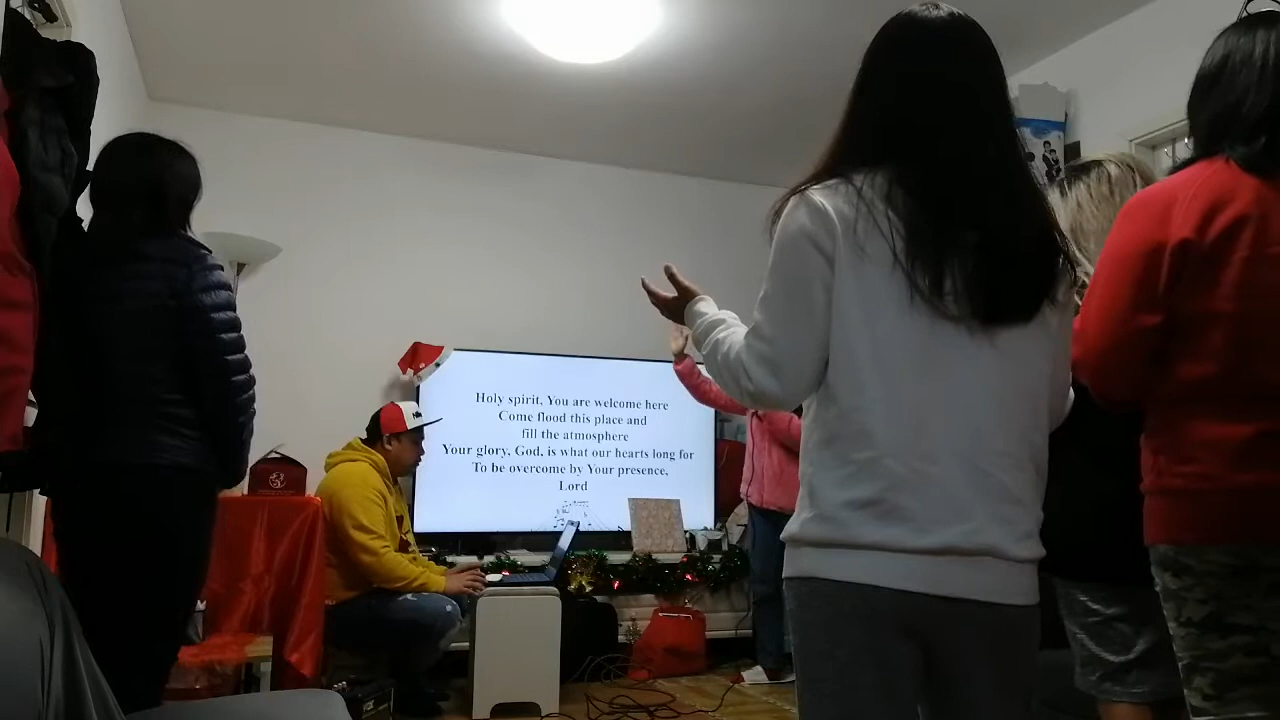 Holy spirit, You are welcome here
Come flood this place and
fill the atmosphere
Your glory, God, is what our hearts long for
To be overcome by Your presence,
Lord